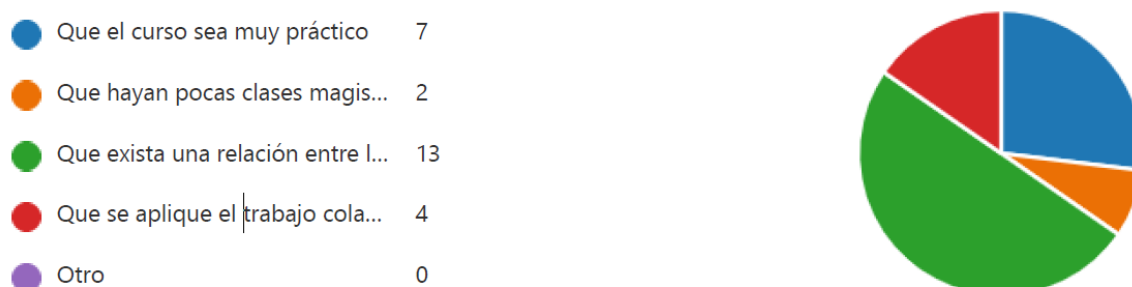 Que el curso sea muy práctico 7
Que hayan pocas clases magis... 2
Que exista una relación entre l... 13
Que se aplique el trabajo cola... 4
Otro 0